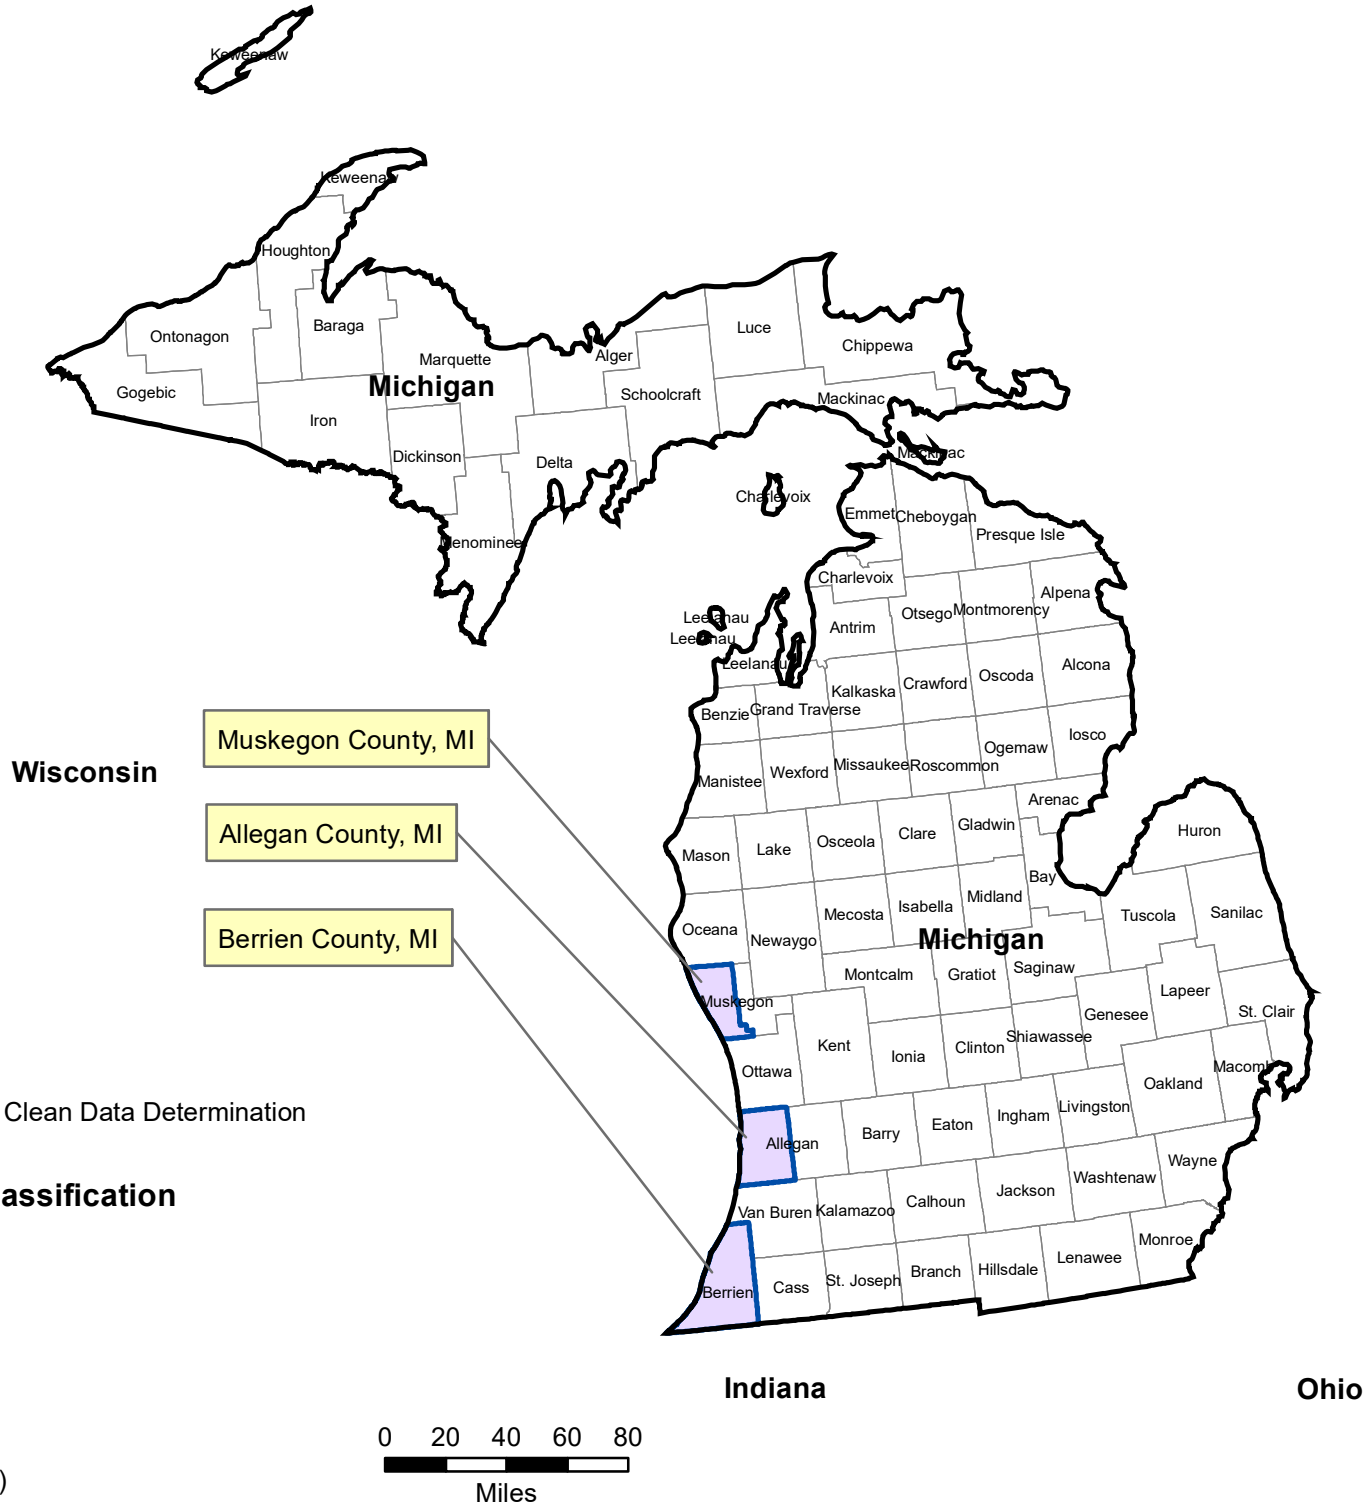 Keweenaw
Keweenaw
Houghton
Ontonagon
Baraga
Luce
Chippewa
Alger
Marquette
Michigan
Gogebic
Schoolcraft
Mackinac
Iron
Dickinson
Delta
Mackinac
Charlevoix
Emmet
Cheboygan
Presque Isle
Menominee
Charlevoix
Alpena
Otsego
Montmorency
Leelanau
Antrim
Leelanau
Leelanau
Alcona
Kalkaska
Crawford
Oscoda
Benzie
Grand Traverse
Muskegon County, MI
Iosco
Ogemaw
Wisconsin
Manistee
Wexford
Missaukee
Roscommon
Arenac
Allegan County, MI
Gladwin
Huron
Mason
Lake
Osceola
Clare
Bay
Midland
Mecosta
Isabella
Tuscola
Sanilac
Berrien County, MI
Oceana
Newaygo
Michigan
Montcalm
Gratiot
Saginaw
Lapeer
Muskegon
Genesee
St. Clair
Shiawassee
Kent
Ionia
Clinton
Ottawa
Macomb
Oakland
Clean Data Determination
Livingston
Ingham
Eaton
Barry
Allegan
Wayne
Washtenaw
Jackson
assification
Calhoun
Van Buren
Kalamazoo
Monroe
Lenawee
Hillsdale
Branch
St. Joseph
Cass
Berrien
Indiana
Ohio
0 20 40 60 80
Miles
)